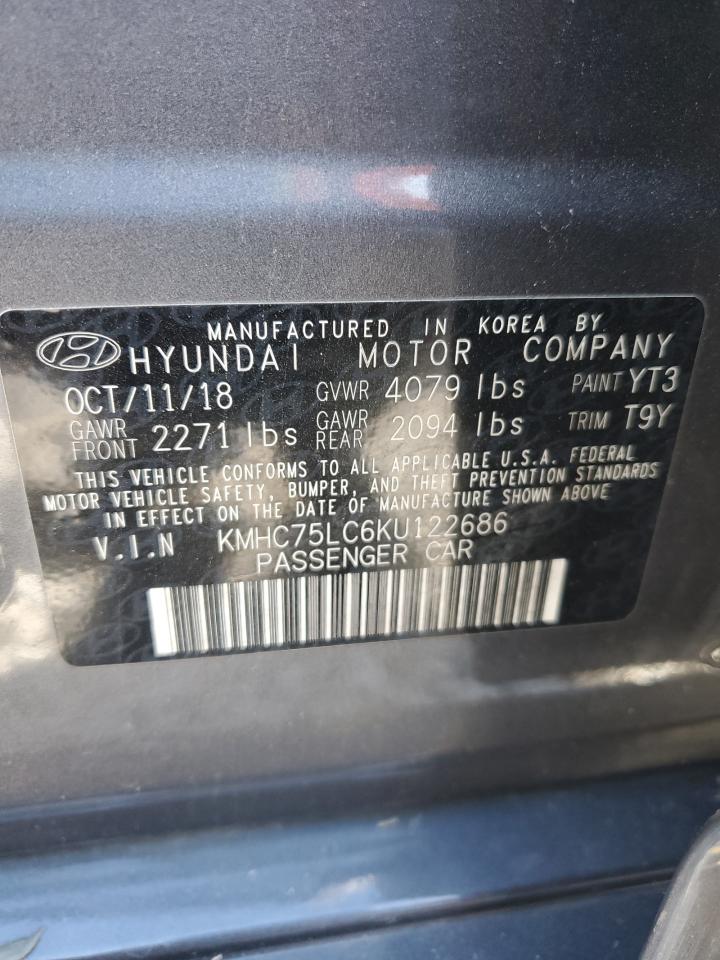 MANUFACTURED IN KOREA BY
HYUNDAI MOTOR COMPANY
OCT/11/18 GVWR 4079 lbs PAINT YT3
GAWR FRONT 2271 lbs GAWR REAR 2094 lbs TRIM T9Y
THIS VEHICLE CONFORMS TO ALL APPLICABLE U.S.A. FEDERAL
MOTOR VEHICLE SAFETY, BUMPER, AND THEFT PREVENTION STANDARDS
IN EFFECT ON THE DATE OF MANUFACTURE SHOWN ABOVE
V.I.N KMHC75LC6KU122686
PASSENGER CAR